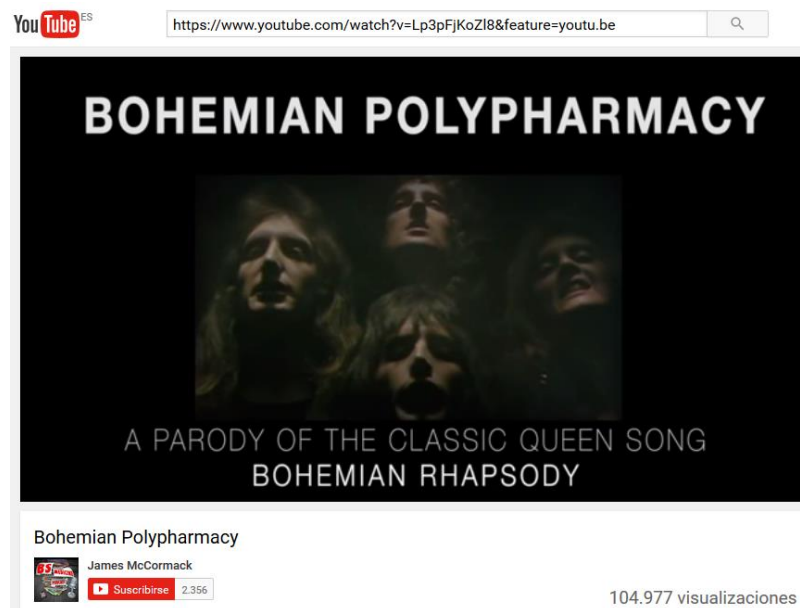 YouTube ES
https://www.youtube.com/watch?v=Lp3pFjKoZl8&feature=youtu.be
BOHEMIAN POLYPHARMACY
A PARODY OF THE CLASSIC QUEEN SONG
BOHEMIAN RHAPSODY
Bohemian Polypharmacy
BS
James McCormack
Suscribirse 2.356
104.977 visualizaciones